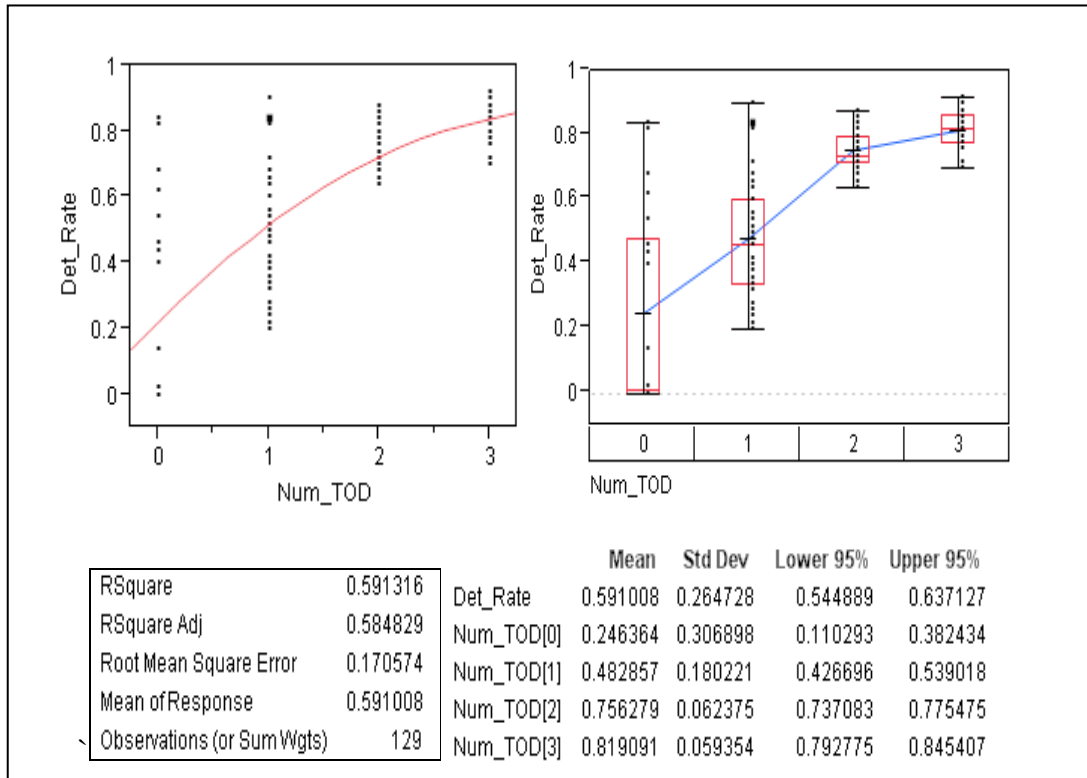 1
0.8
0.6
0.4
0.2
0
Det_Rate
0 1 2 3
Num_TOD
1
0.8
0.6
0.4
0.2
0
Det_Rate
0 1 2 3
Num_TOD
RSquare 0.591316
RSquare Adj 0.584829
Root Mean Square Error 0.170574
Mean of Response 0.591008
Observations (or Sum Wgts) 129
Mean Std Dev Lower 95% Upper 95%
Det_Rate 0.591008 0.264728 0.544889 0.637127
Num_TOD[0] 0.246364 0.306898 0.110293 0.382434
Num_TOD[1] 0.482857 0.180221 0.426696 0.539018
Num_TOD[2] 0.756279 0.062375 0.737083 0.775475
Num_TOD[3] 0.819091 0.059354 0.792775 0.845407